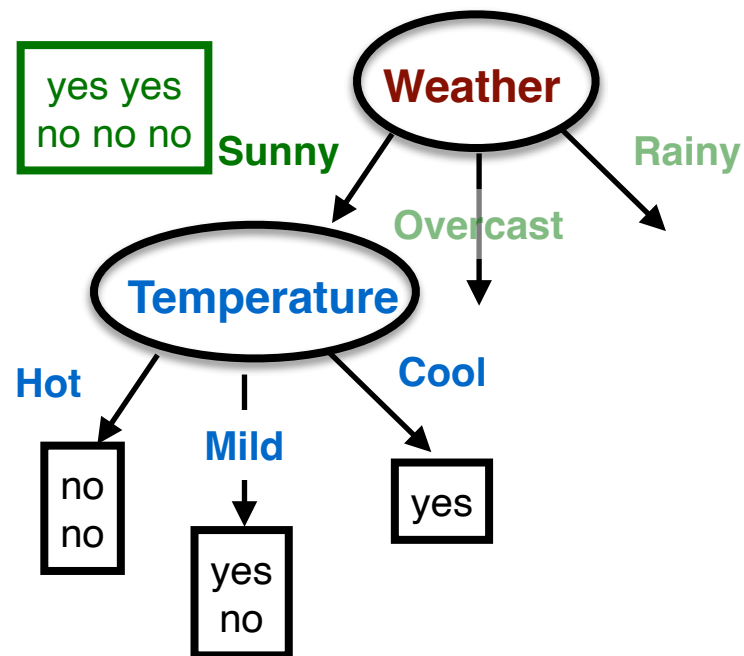 yes yes
no no no
Weather
Sunny
Rainy
Overcast
Temperature
Hot
Mild
Cool
no
no
yes
no
yes